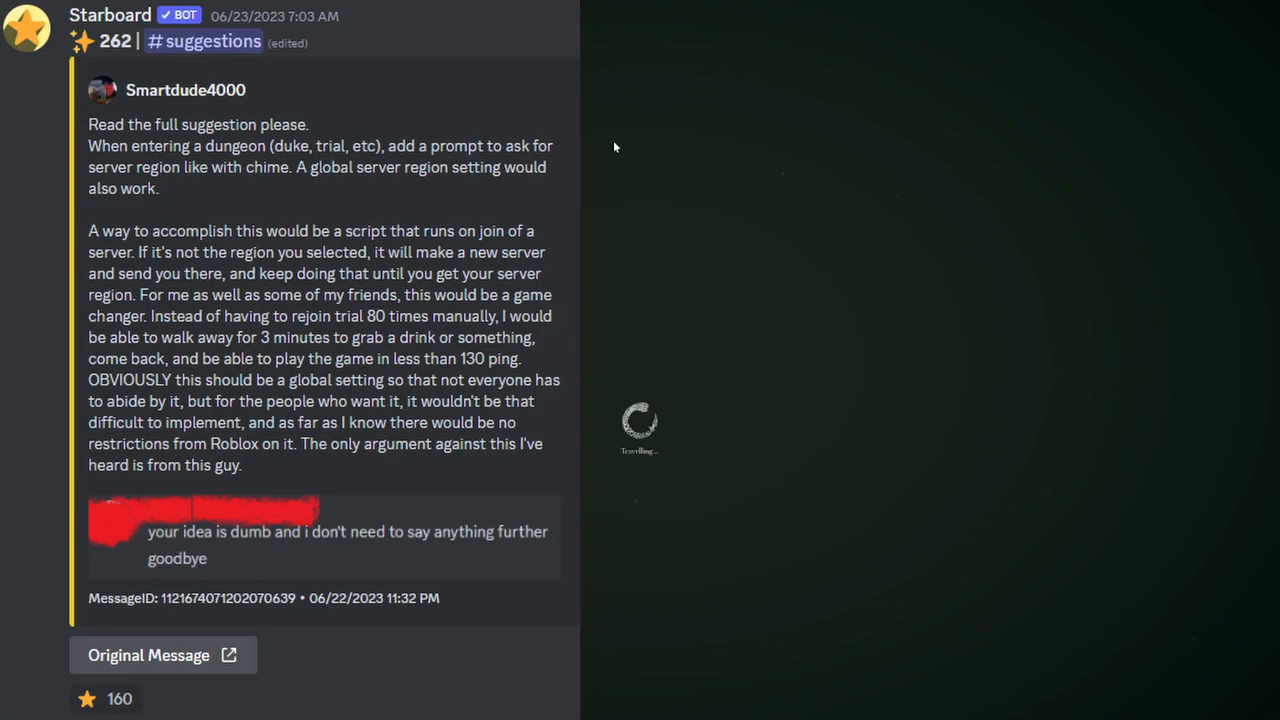 Starboard ✓ BOT 06/23/2023 7:03 AM
✨ 262 | #suggestions (edited)
Smartdude4000
Read the full suggestion please.
When entering a dungeon (duke, trial, etc), add a prompt to ask for
server region like with chime. A global server region setting would
also work.
A way to accomplish this would be a script that runs on join of a
server. If it's not the region you selected, it will make a new server
and send you there, and keep doing that until you get your server
region. For me as well as some of my friends, this would be a game
changer. Instead of having to rejoin trial 80 times manually, I would
be able to walk away for 3 minutes to grab a drink or something,
come back, and be able to play the game in less than 130 ping.
OBVIOUSLY this should be a global setting so that not everyone has
to abide by it, but for the people who want it, it wouldn't be that
difficult to implement, and as far as I know there would be no
restrictions from Roblox on it. The only argument against this I've
heard is from this guy.
your idea is dumb and i don't need to say anything further
goodbye
MessageID: 1121674071202070639 • 06/22/2023 11:32 PM
Original Message
⭐ 160
Travelling...